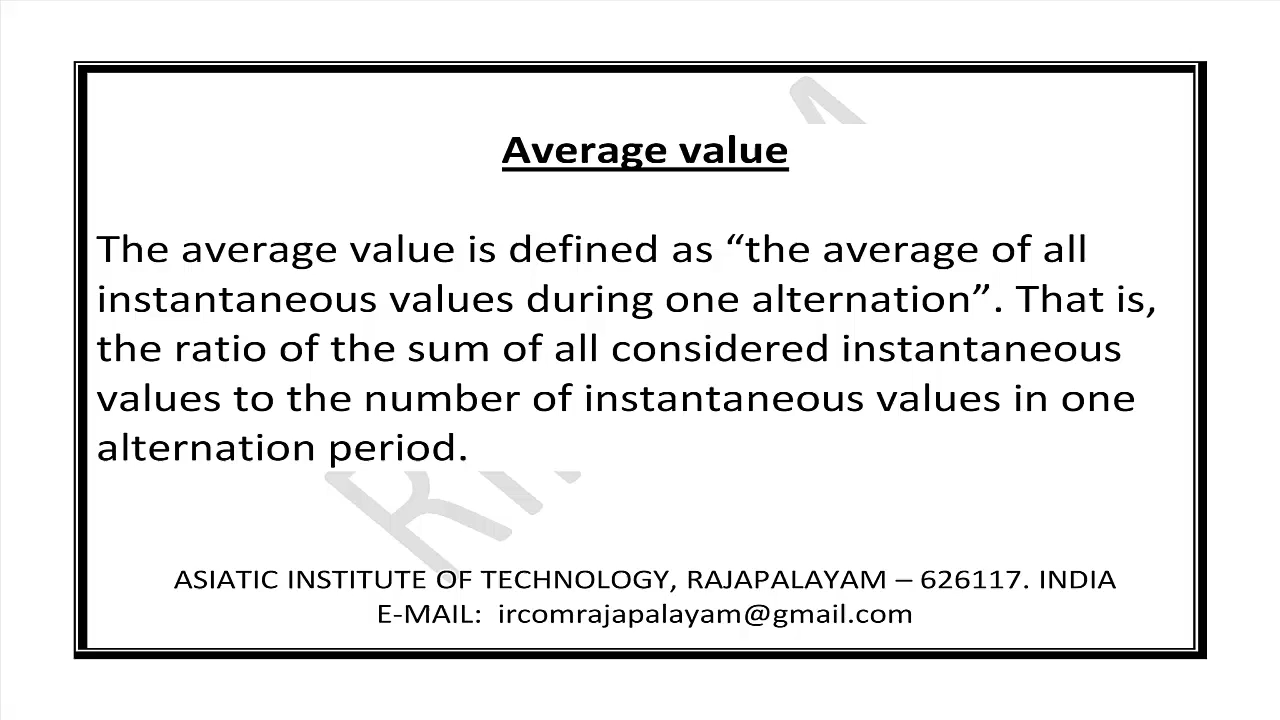 Average value
The average value is defined as “the average of all
instantaneous values during one alternation”. That is,
the ratio of the sum of all considered instantaneous
values to the number of instantaneous values in one
alternation period.
ASIATIC INSTITUTE OF TECHNOLOGY, RAJAPALAYAM – 626117. INDIA
E-MAIL:  ircomrajapalayam@gmail.com